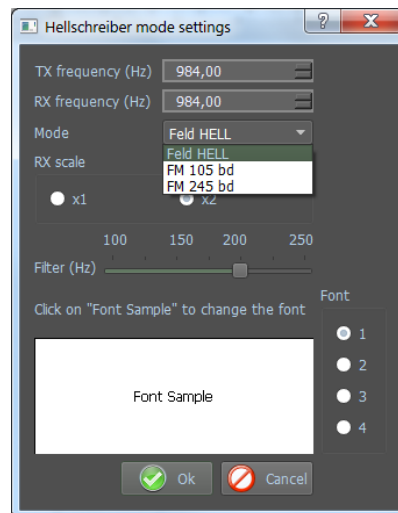 Hellschreiber mode settings
TX frequency (Hz) 984,00
RX frequency (Hz) 984,00
Mode Feld HELL
Feld HELL
FM 105 bd
FM 245 bd
RX scale
x1 x2
100 150 200 250
Filter (Hz)
Click on "Font Sample" to change the font
Font
1
2
3
4
Font Sample
Ok Cancel